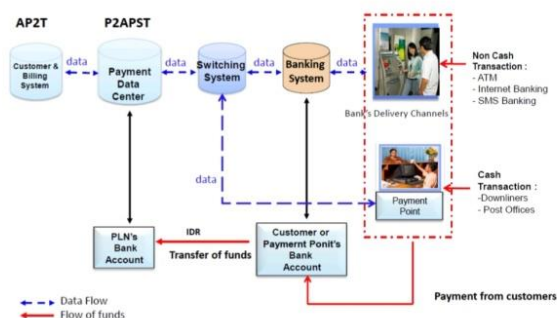 AP2T
P2APST
Customer &
Billing
System
data
Payment
Data
Center
data
Switching
System
data
Banking
System
data
Bank's Delivery Channels
Non Cash
Transaction :
- ATM
- Internet Banking
- SMS Banking
data
Payment
Point
Cash
Transaction :
-Downliners
- Post Offices
PLN's
Bank
Account
IDR
Transfer of funds
Customer or
Paymernt Ponit's
Bank
Account
Payment from customers
Data Flow
Flow of funds